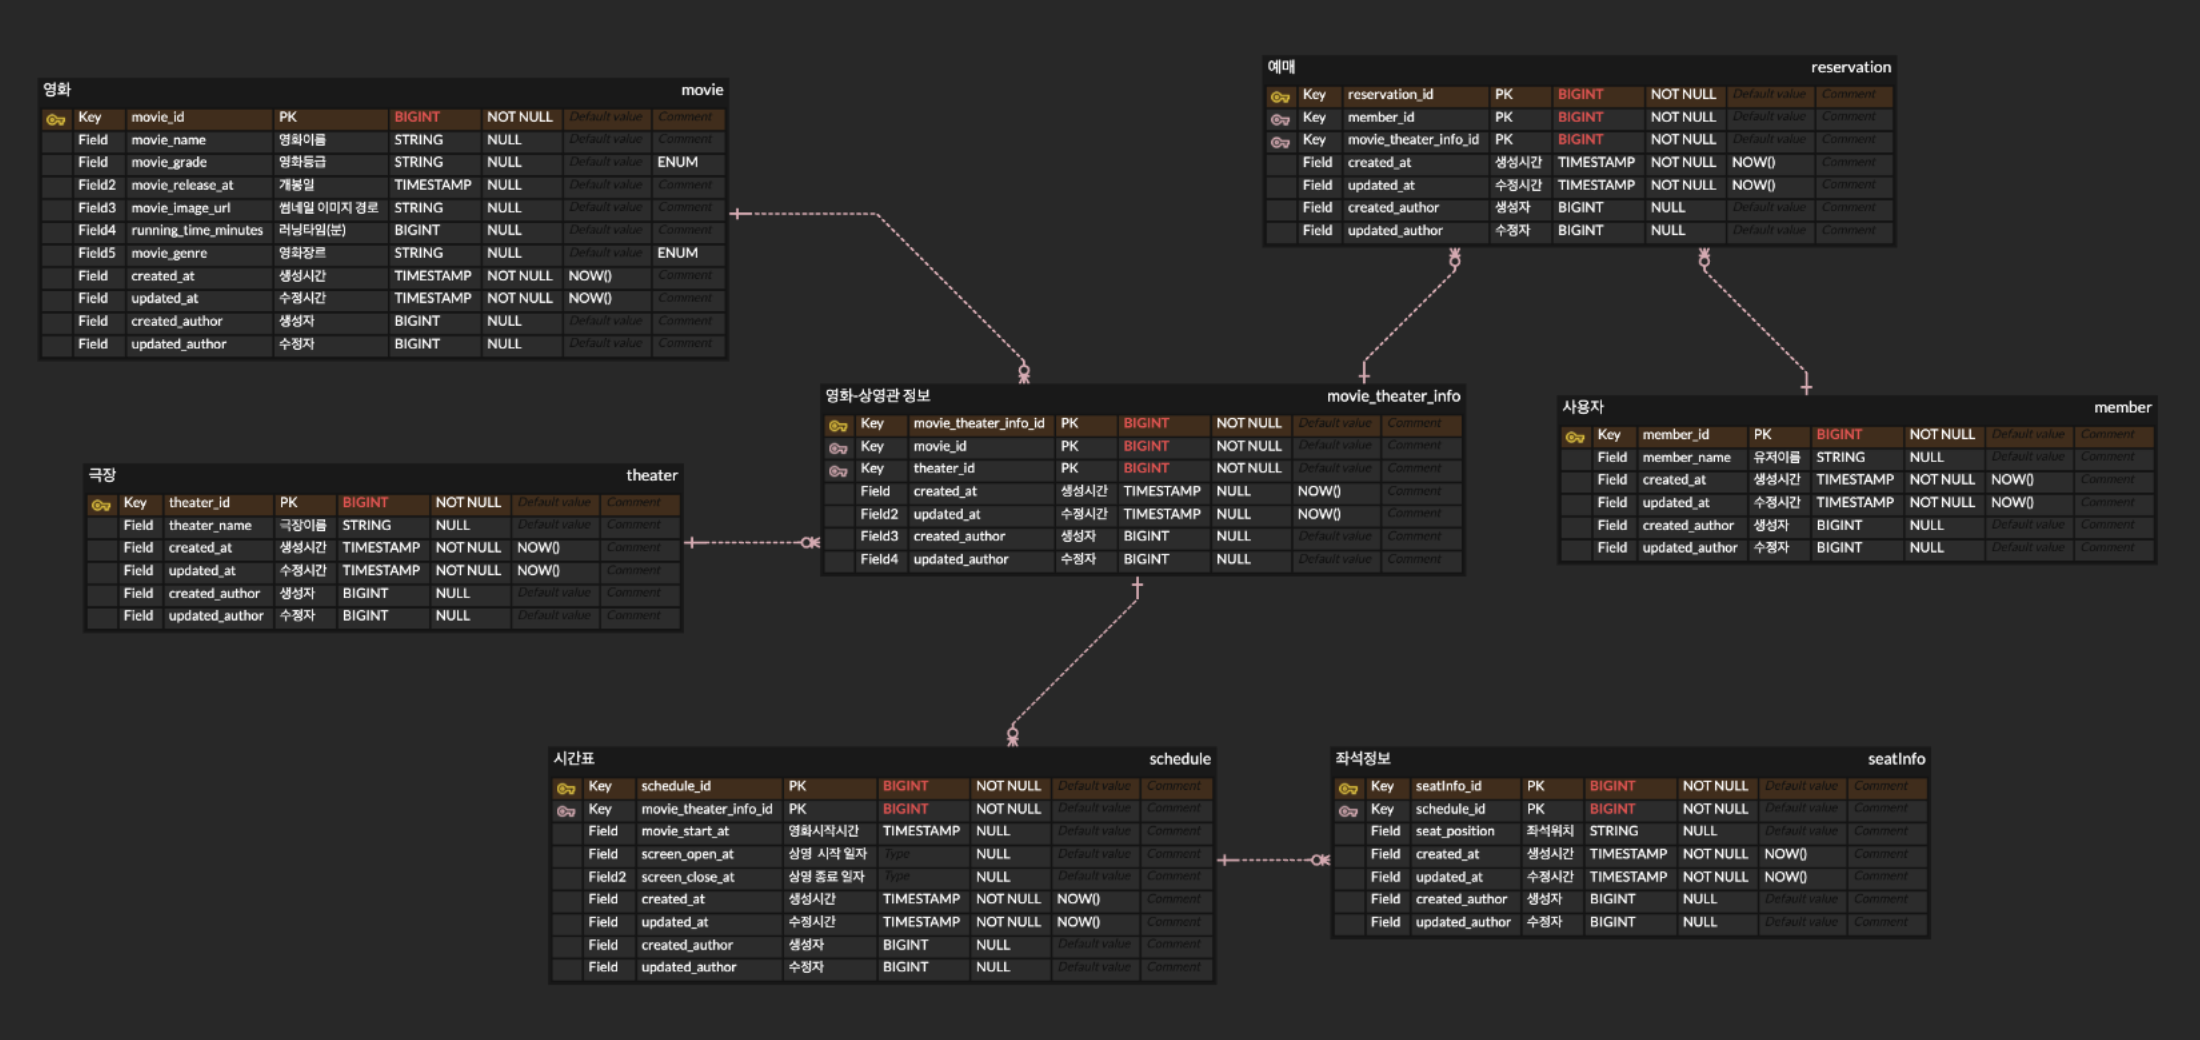 영화 movie
Key movie_id PK BIGINT NOT NULL Default value Comment
Field movie_name 영화이름 STRING NULL Default value Comment
Field movie_grade 영화등급 STRING NULL Default value ENUM
Field2 movie_release_at 개봉일 TIMESTAMP NULL Default value Comment
Field3 movie_image_url 썸네일 이미지 경로 STRING NULL Default value Comment
Field4 running_time_minutes 러닝타임(분) BIGINT NULL Default value Comment
Field5 movie_genre 영화장르 STRING NULL Default value ENUM
Field created_at 생성시간 TIMESTAMP NOT NULL NOW() Comment
Field updated_at 수정시간 TIMESTAMP NOT NULL NOW() Comment
Field created_author 생성자 BIGINT NULL Default value Comment
Field updated_author 수정자 BIGINT NULL Default value Comment
예매 reservation
Key reservation_id PK BIGINT NOT NULL Default value Comment
Key member_id PK BIGINT NOT NULL Default value Comment
Key movie_theater_info_id PK BIGINT NOT NULL Default value Comment
Field created_at 생성시간 TIMESTAMP NOT NULL NOW() Comment
Field updated_at 수정시간 TIMESTAMP NOT NULL NOW() Comment
Field created_author 생성자 BIGINT NULL Default value Comment
Field updated_author 수정자 BIGINT NULL Default value Comment
영화-상영관 정보 movie_theater_info
Key movie_theater_info_id PK BIGINT NOT NULL Default value Comment
Key movie_id PK BIGINT NOT NULL Default value Comment
Key theater_id PK BIGINT NOT NULL Default value Comment
Field created_at 생성시간 TIMESTAMP NULL NOW() Comment
Field2 updated_at 수정시간 TIMESTAMP NULL NOW() Comment
Field3 created_author 생성자 BIGINT NULL Default value Comment
Field4 updated_author 수정자 BIGINT NULL Default value Comment
사용자 member
Key member_id PK BIGINT NOT NULL Default value Comment
Field member_name 유저이름 STRING NULL Default value Comment
Field created_at 생성시간 TIMESTAMP NOT NULL NOW() Comment
Field updated_at 수정시간 TIMESTAMP NOT NULL NOW() Comment
Field created_author 생성자 BIGINT NULL Default value Comment
Field updated_author 수정자 BIGINT NULL Default value Comment
극장 theater
Key theater_id PK BIGINT NOT NULL Default value Comment
Field theater_name 극장이름 STRING NULL Default value Comment
Field created_at 생성시간 TIMESTAMP NOT NULL NOW() Comment
Field updated_at 수정시간 TIMESTAMP NOT NULL NOW() Comment
Field created_author 생성자 BIGINT NULL Default value Comment
Field updated_author 수정자 BIGINT NULL Default value Comment
시간표 schedule
Key schedule_id PK BIGINT NOT NULL Default value Comment
Key movie_theater_info_id PK BIGINT NOT NULL Default value Comment
Field movie_start_at 영화시작시간 TIMESTAMP NULL Default value Comment
Field screen_open_at 상영 시작 일자 Type NULL Default value Comment
Field2 screen_close_at 상영 종료 일자 Type NULL Default value Comment
Field created_at 생성시간 TIMESTAMP NOT NULL NOW() Comment
Field updated_at 수정시간 TIMESTAMP NOT NULL NOW() Comment
Field created_author 생성자 BIGINT NULL Default value Comment
Field updated_author 수정자 BIGINT NULL Default value Comment
좌석정보 seatInfo
Key seatInfo_id PK BIGINT NOT NULL Default value Comment
Key schedule_id PK BIGINT NOT NULL Default value Comment
Field seat_position 좌석위치 STRING NULL Default value Comment
Field created_at 생성시간 TIMESTAMP NOT NULL NOW() Comment
Field updated_at 수정시간 TIMESTAMP NOT NULL NOW() Comment
Field created_author 생성자 BIGINT NULL Default value Comment
Field updated_author 수정자 BIGINT NULL Default value Comment